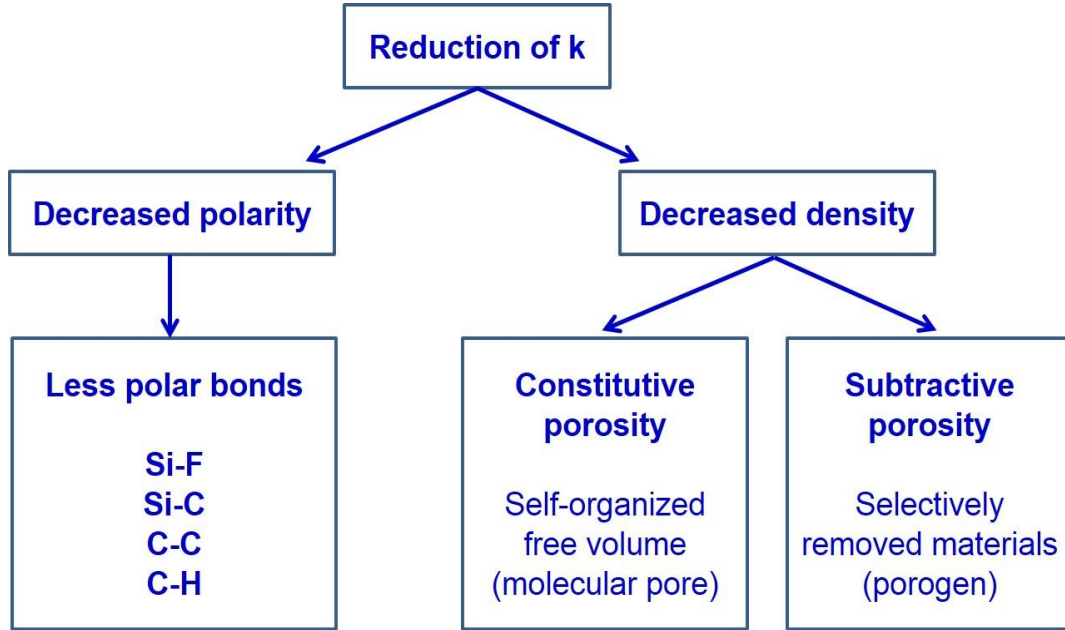 Reduction of k
Decreased polarity
Decreased density
Less polar bonds
Si-F
Si-C
C-C
C-H
Constitutive
porosity
Self-organized
free volume
(molecular pore)
Subtractive
porosity
Selectively
removed materials
(porogen)